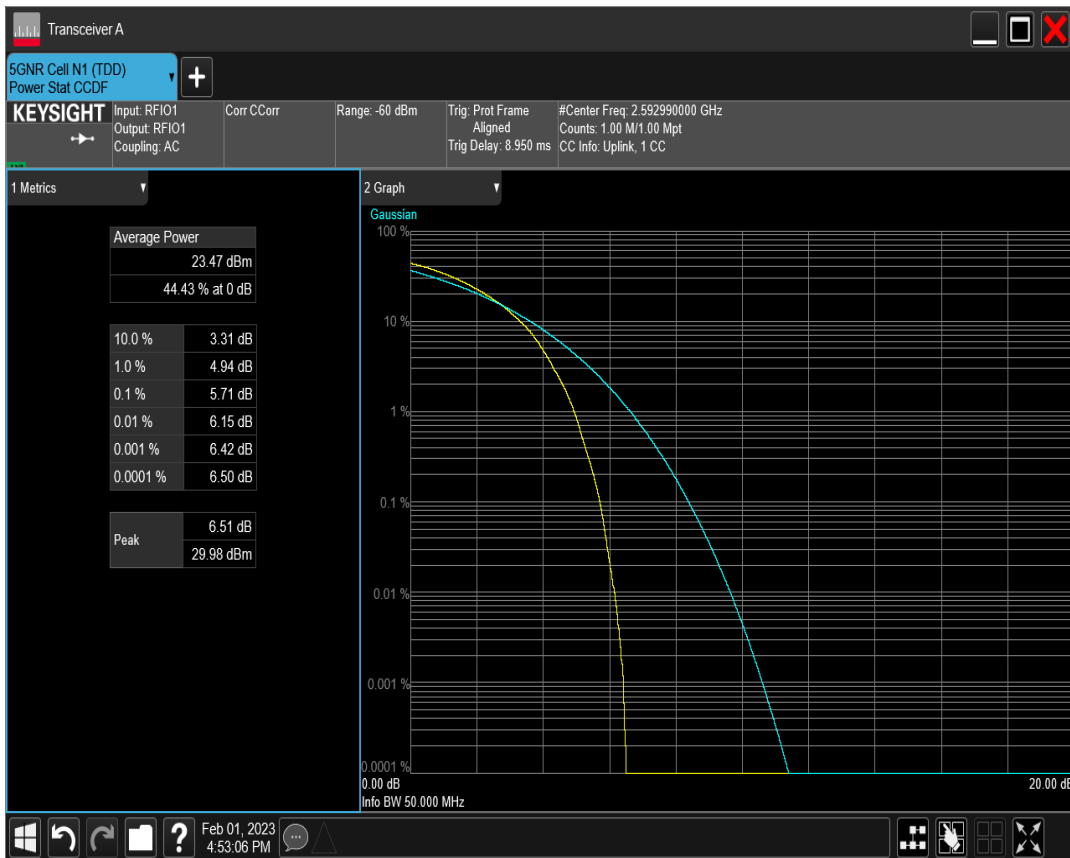 Transceiver A
5GNR Cell N1 (TDD)
Power Stat CCDF
KEYSIGHT
Input: RFIO1
Output: RFIO1
Coupling: AC
Corr CCorr
Range: -60 dBm
Trig: Prot Frame
Aligned
Trig Delay: 8.950 ms
#Center Freq: 2.592990000 GHz
Counts: 1.00 M/1.00 Mpt
CC Info: Uplink, 1 CC
1 Metrics
Average Power
23.47 dBm
44.43 % at 0 dB
10.0 % 3.31 dB
1.0 % 4.94 dB
0.1 % 5.71 dB
0.01 % 6.15 dB
0.001 % 6.42 dB
0.0001 % 6.50 dB
Peak
6.51 dB
29.98 dBm
2 Graph
Gaussian
100 %
10 %
1 %
0.1 %
0.01 %
0.001 %
0.0001 %
0.00 dB
20.00 dB
Info BW 50.000 MHz
Feb 01, 2023
4:53:06 PM